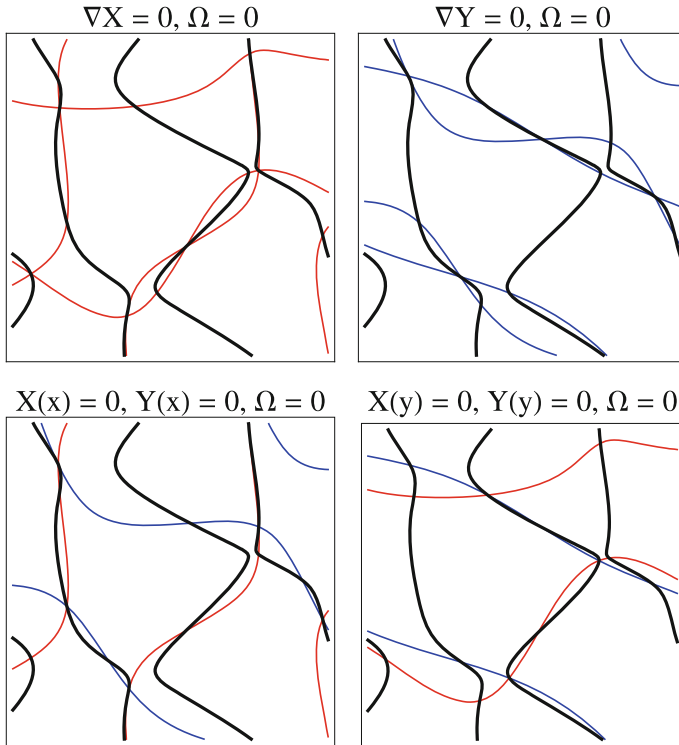 ∇X = 0, Ω = 0
∇Y = 0, Ω = 0
X(x) = 0, Y(x) = 0, Ω = 0
X(y) = 0, Y(y) = 0, Ω = 0